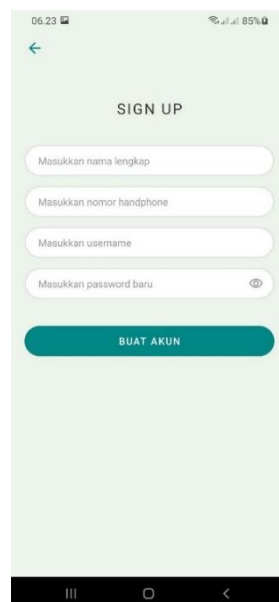 06.23 85%
SIGN UP
Masukkan nama lengkap
Masukkan nomor handphone
Masukkan username
Masukkan password baru
BUAT AKUN